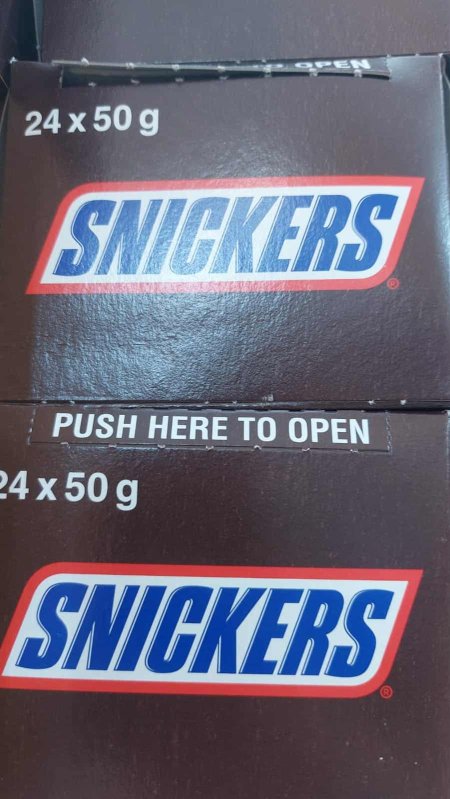 OPEN
24 x 50 g
SNICKERS
®
PUSH HERE TO OPEN
24 x 50 g
SNICKERS
®